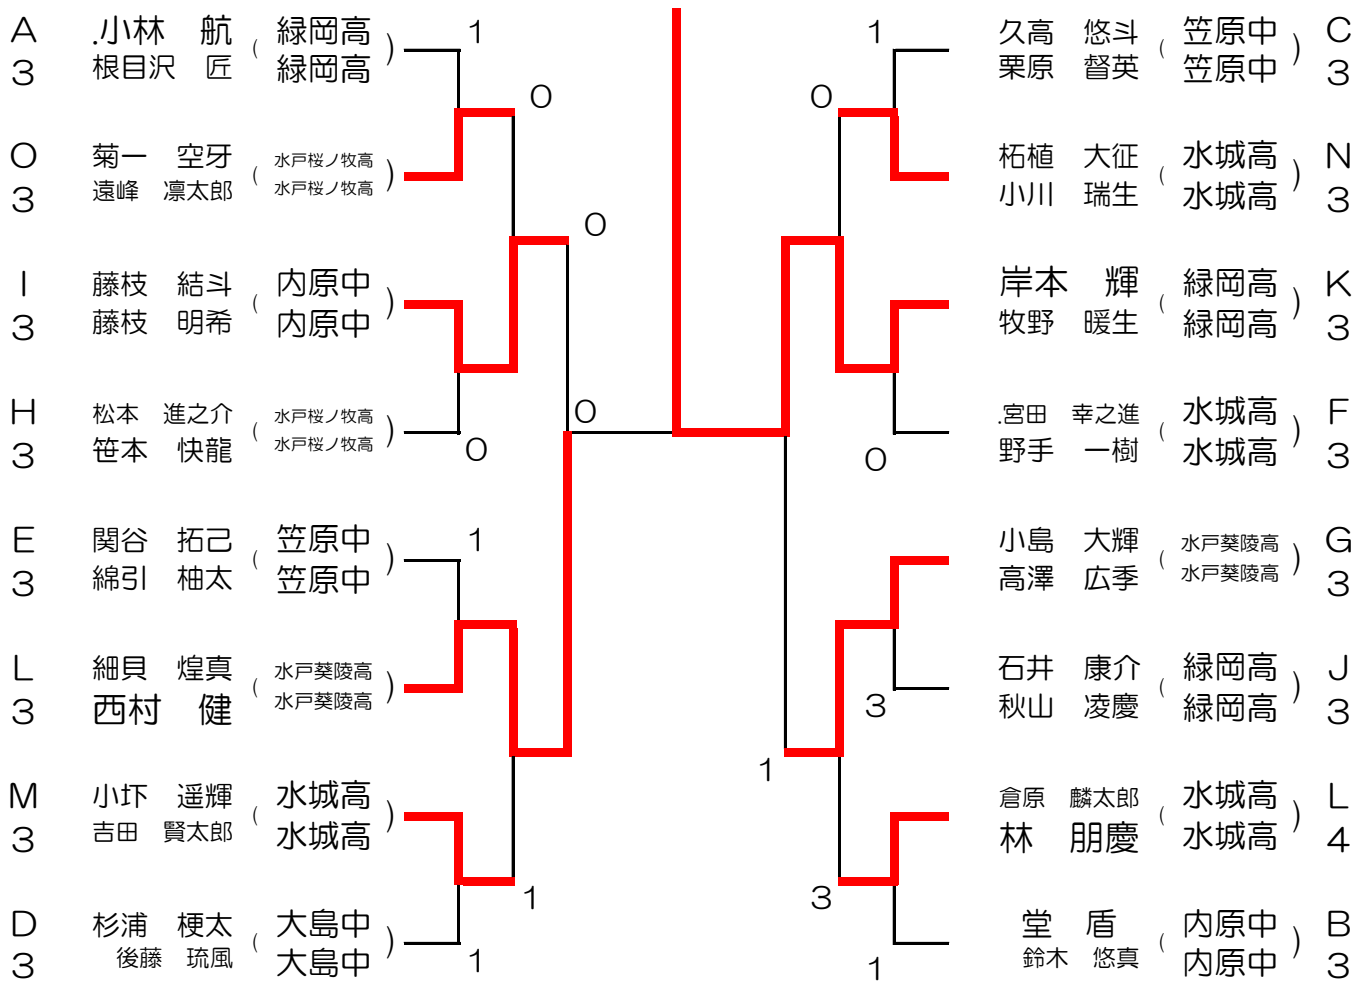 A .小林 航 ( 緑岡高 ) 1
3 根目沢 匠 緑岡高
0
O 菊一 空牙 ( 水戸桜ノ牧高 )
3 遠峰 凛太郎 水戸桜ノ牧高
0
I 藤枝 結斗 ( 内原中 )
3 藤枝 明希 内原中
H 松本 進之介 ( 水戸桜ノ牧高 ) 0
3 笹本 快龍 水戸桜ノ牧高 0
E 関谷 拓己 ( 笠原中 ) 1
3 綿引 柚太 笠原中
L 細貝 煌真 ( 水戸葵陵高 )
3 西村 健 水戸葵陵高
M 小圷 遥輝 ( 水城高 )
3 吉田 賢太郎 水城高
1
D 杉浦 梗太 ( 大島中 )
3 後藤 琉風 大島中 1
1 久高 悠斗 ( 笠原中 ) C
栗原 督英 笠原中 3
0
柘植 大征 ( 水城高 ) N
小川 瑞生 水城高 3
岸本 輝 ( 緑岡高 ) K
牧野 暖生 緑岡高 3
.宮田 幸之進 ( 水城高 ) F
0 野手 一樹 水城高 3
小島 大輝 ( 水戸葵陵高 ) G
高澤 広季 水戸葵陵高 3
石井 康介 ( 緑岡高 ) J
3 秋山 凌慶 緑岡高 3
1
倉原 麟太郎 ( 水城高 ) L
林 朋慶 水城高 4
3
堂 盾 ( 内原中 ) B
1 鈴木 悠真 内原中 3